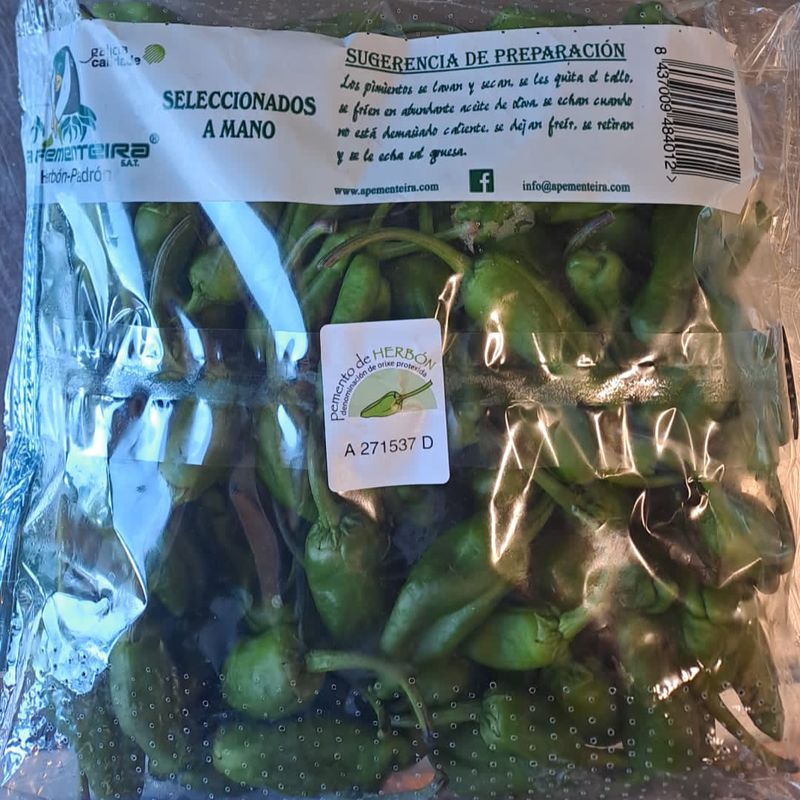 galicia
calidade
SELECCIONADOS
A MANO
apementeira®
S.A.T.
Herbón-Padrón
SUGERENCIA DE PREPARACIÓN
Los pimientos se lavan y secan, se les quita el tallo,
se fríen en abundante aceite de oliva, se echan cuando
no está demasiado caliente, se dejan freír, se retiran
y se le echa sal gruesa.
www.apementeira.com
info@apementeira.com
8 437009 484012 >
Pemento de HERBÓN
denominación de orixe protexida
A 271537 D